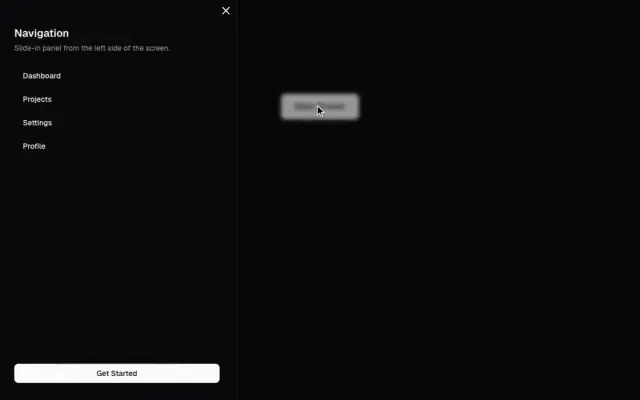 Navigation
Slide-in panel from the left side of the screen.
Dashboard
Projects
Settings
Profile
Get Started